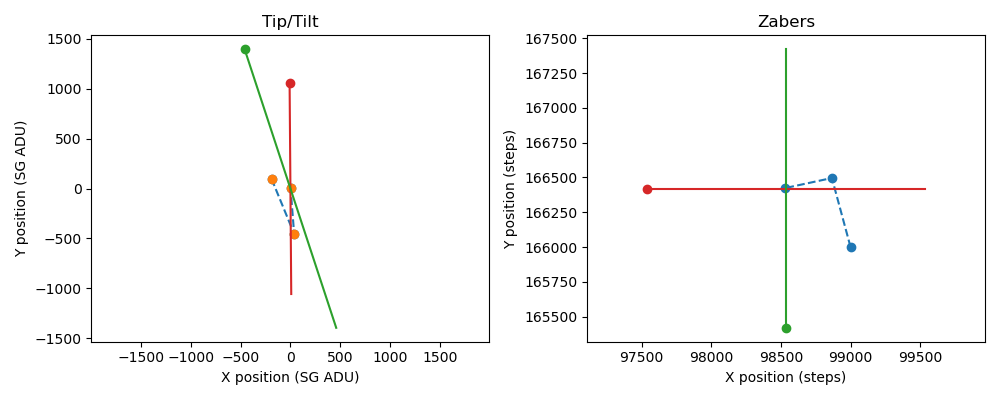 Tip/Tilt
1500
1000
500
0
−500
−1000
−1500
Y position (SG ADU)
−1500 −1000 −500 0 500 1000 1500
X position (SG ADU)
Zabers
167500
167250
167000
166750
166500
166250
166000
165750
165500
Y position (steps)
97500 98000 98500 99000 99500
X position (steps)